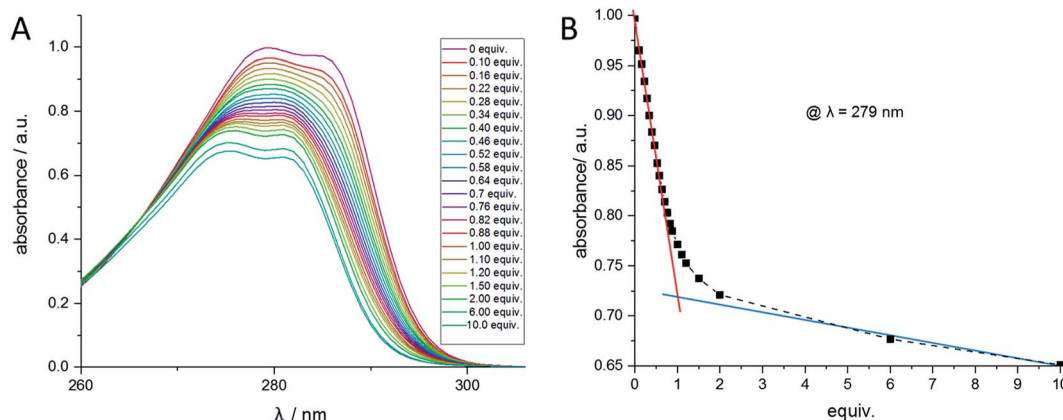 A
absorbance / a.u.
1.0
0.8
0.6
0.4
0.2
0.0
260
280
300
λ / nm
0 equiv.
0.10 equiv.
0.16 equiv.
0.22 equiv.
0.28 equiv.
0.34 equiv.
0.40 equiv.
0.46 equiv.
0.52 equiv.
0.58 equiv.
0.64 equiv.
0.7 equiv.
0.76 equiv.
0.82 equiv.
0.88 equiv.
1.00 equiv.
1.10 equiv.
1.20 equiv.
1.50 equiv.
2.00 equiv.
6.00 equiv.
10.0 equiv.
B
absorbance/ a.u.
1.00
0.95
0.90
0.85
0.80
0.75
0.70
0.65
@ λ = 279 nm
0
1
2
3
4
5
6
7
8
9
10
equiv.